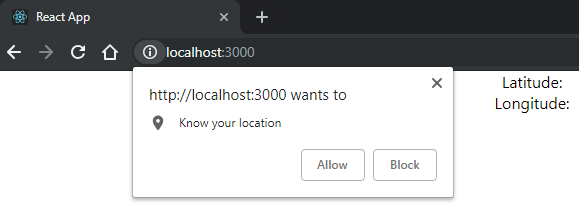 React App
localhost:3000
http://localhost:3000 wants to
Know your location
Allow
Block
Latitude:
Longitude: